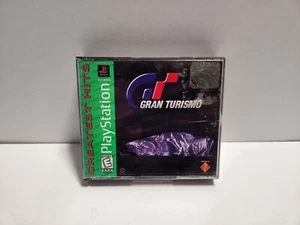 GREATEST HITS
PlayStation
GT
GRAN TURISMO
E